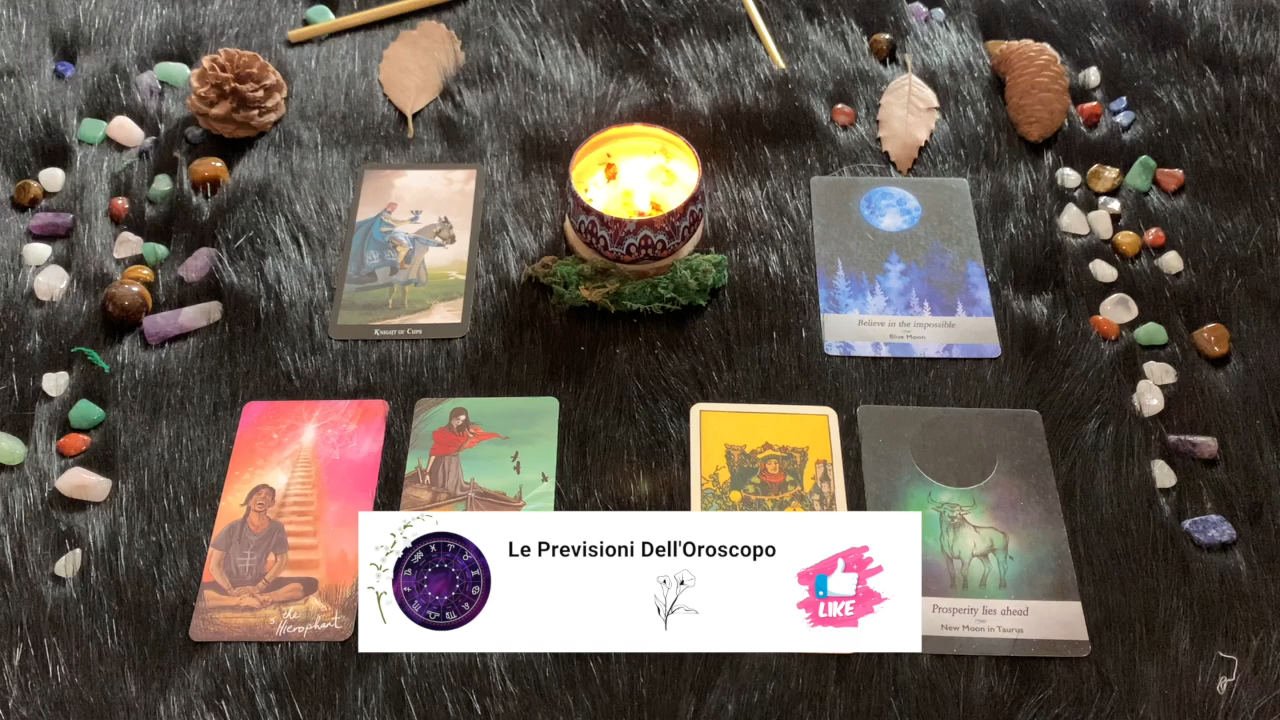 Knight of Cups
Believe in the impossible
Blue Moon
5 the
Hierophant
Le Previsioni Dell'Oroscopo
LIKE
Prosperity lies ahead
New Moon in Taurus